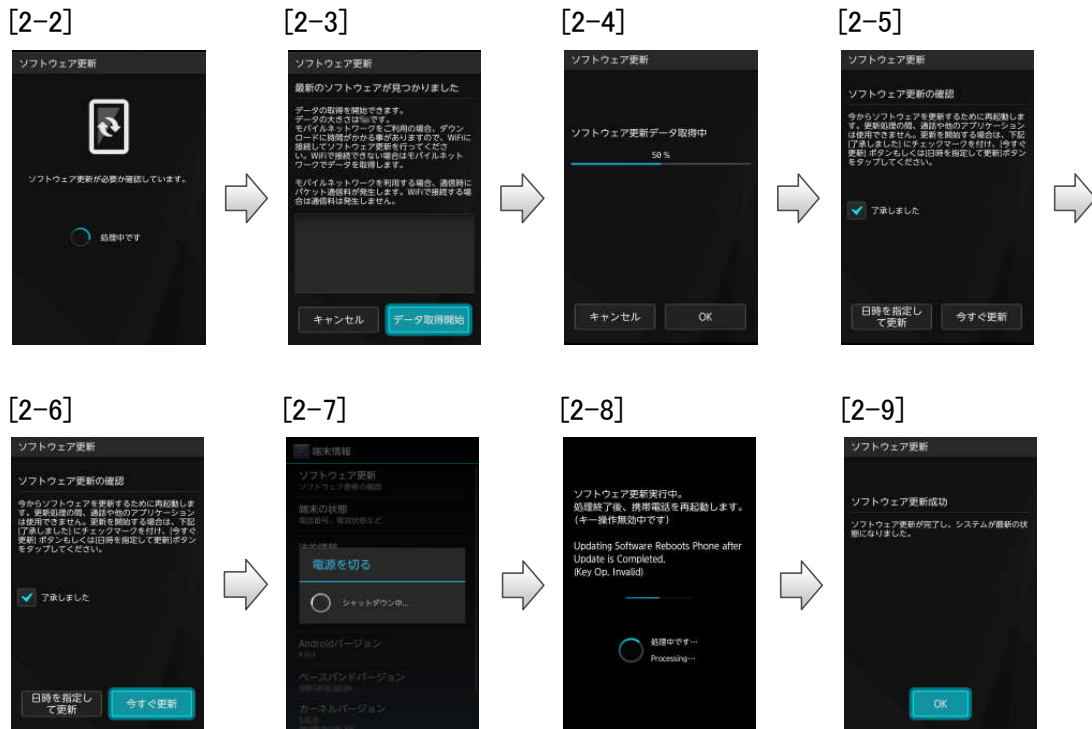 [2-2]
ソフトウェア更新
ソフトウェア更新が必要か確認しています。
処理中です
[2-3]
ソフトウェア更新
最新のソフトウェアが見つかりました
データの取得を開始できます。
データの大きさは です。
モバイルネットワークをご利用の場合、ダウン
ロードに時間がかかる事がありますので、WiFiに
接続してソフトウェア更新を行ってくださ
い。WiFiで接続できない場合はモバイルネット
ワークでデータを取得します。
モバイルネットワークを利用する場合、通信時に
パケット通信料が発生します。WiFiで接続する場
合は通信料は発生しません。
キャンセル
データ取得開始
[2-4]
ソフトウェア更新
ソフトウェア更新データ取得中
50 %
キャンセル
OK
[2-5]
ソフトウェア更新
ソフトウェア更新の確認
今からソフトウェアを更新するために再起動しま
す。更新処理の間、通話や他のアプリケーション
は使用できません。更新を開始する場合は、下記
[了承しました]にチェックマークを付け、[今すぐ
更新] ボタンもしくは[日時を指定して更新]ボタン
をタップしてください。
了承しました
日時を指定し
て更新
今すぐ更新
[2-6]
ソフトウェア更新
ソフトウェア更新の確認
今からソフトウェアを更新するために再起動しま
す。更新処理の間、通話や他のアプリケーション
は使用できません。更新を開始する場合は、下記
[了承しました]にチェックマークを付け、[今すぐ
更新] ボタンもしくは[日時を指定して更新]ボタン
をタップしてください。
了承しました
日時を指定し
て更新
今すぐ更新
[2-7]
端末情報
ソフトウェア更新
ソフトウェア更新の確認
端末の状態
電話番号、電波状態など
法的情報
電源を切る
シャットダウン中...
Androidバージョン
ベースバンドバージョン
カーネルバージョン
[2-8]
ソフトウェア更新実行中。
処理終了後、携帯電話を再起動します。
(キー操作無効中です)
Updating Software Reboots Phone after
Update is Completed.
(Key Op. Invalid)
処理中です…
Processing…
[2-9]
ソフトウェア更新
ソフトウェア更新成功
ソフトウェア更新が完了し、システムが最新の状
態になりました。
OK